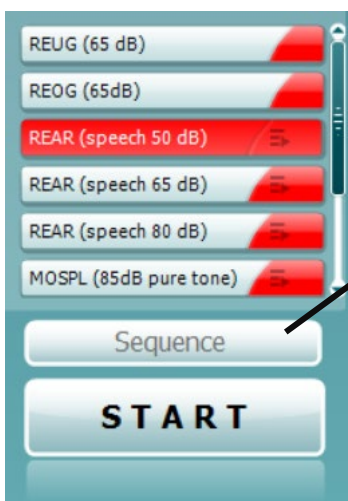 REUG (65 dB)
REOG (65dB)
REAR (speech 50 dB)
REAR (speech 65 dB)
REAR (speech 80 dB)
MOSPL (85dB pure tone)
Sequence
START